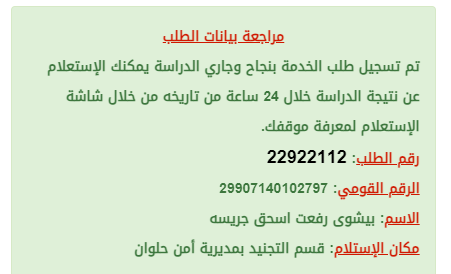 مراجعة بيانات الطلب
تم تسجيل طلب الخدمة بنجاح وجاري الدراسة يمكنك الإستعلام
عن نتيجة الدراسة خلال 24 ساعة من تاريخه من خلال شاشة
الإستعلام لمعرفة موقفك.
رقم الطلب: 22922112
الرقم القومي: 29907140102797
الاسم: بيشوى رفعت اسحق جريسه
مكان الإستلام: قسم التجنيد بمديرية أمن حلوان